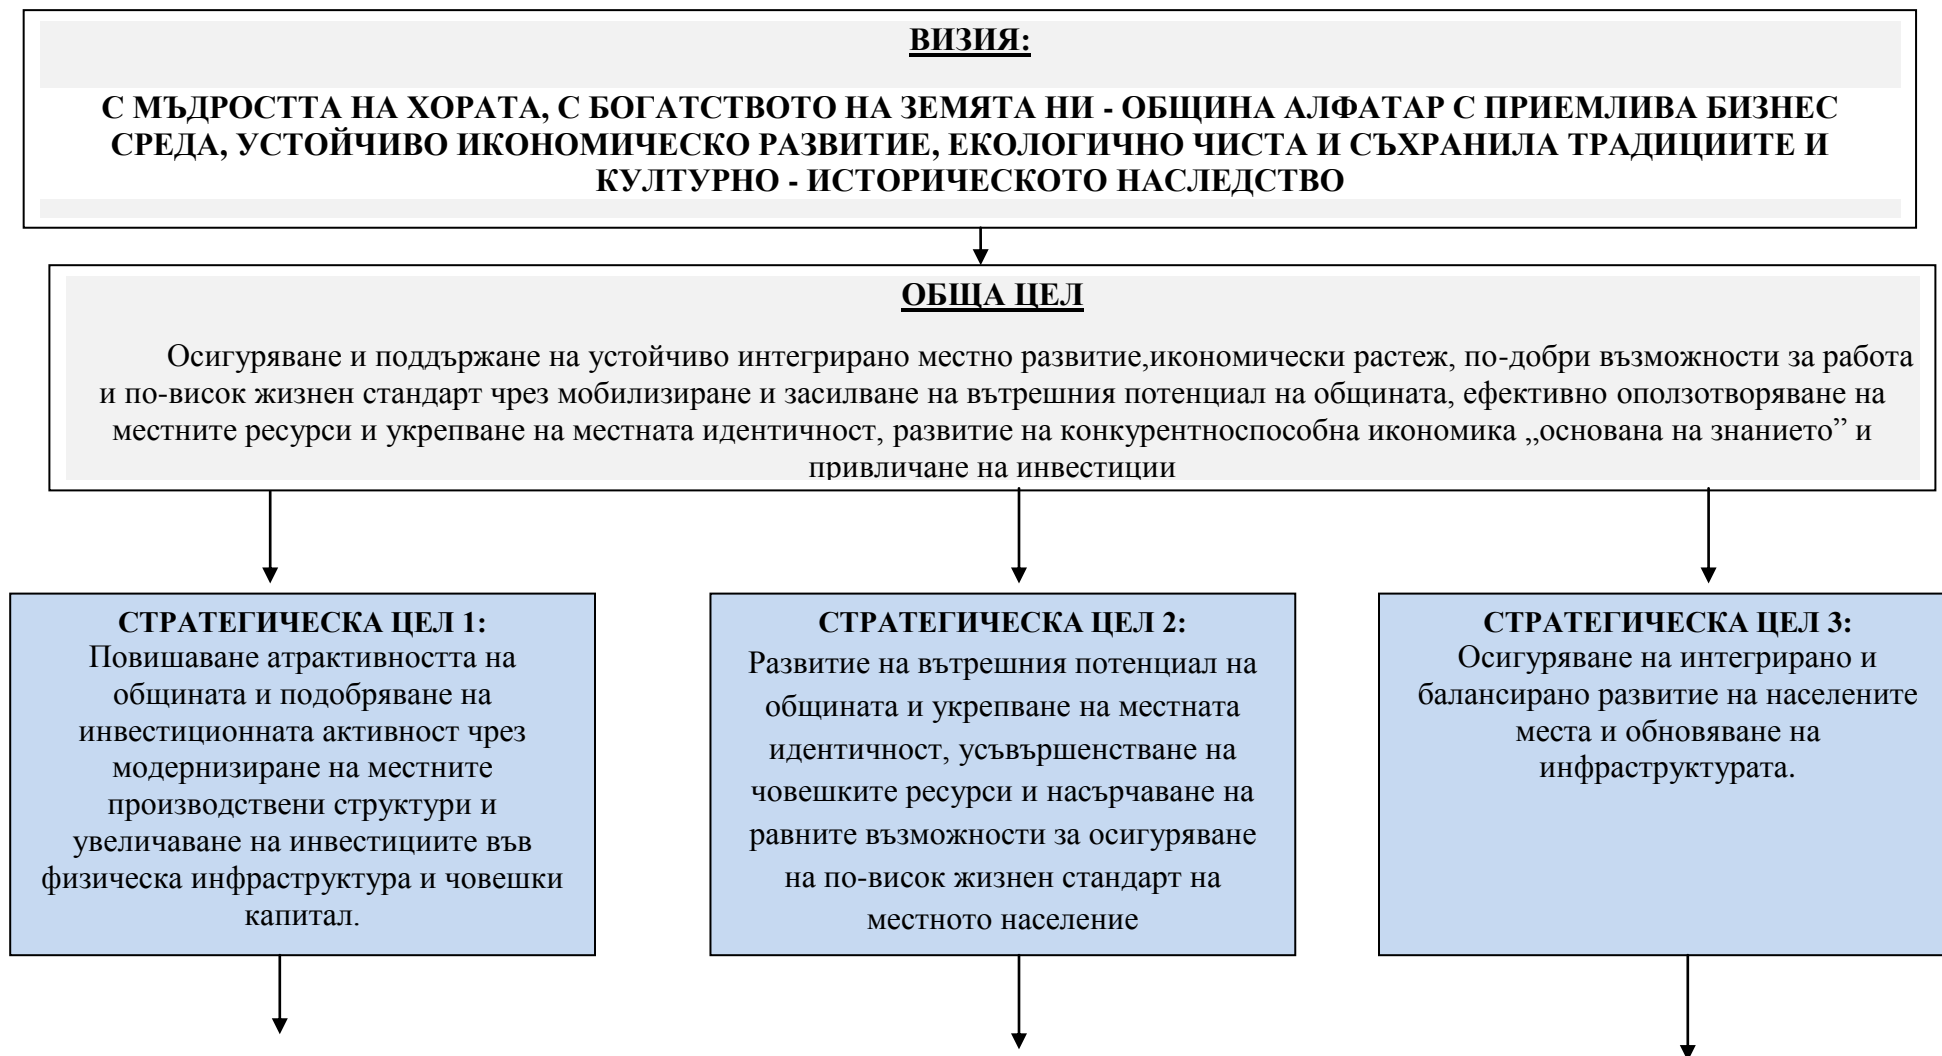 ВИЗИЯ:
С МЪДРОСТТА НА ХОРАТА, С БОГАТСТВОТО НА ЗЕМЯТА НИ - ОБЩИНА АЛФАТАР С ПРИЕМЛИВА БИЗНЕС
СРЕДА, УСТОЙЧИВО ИКОНОМИЧЕСКО РАЗВИТИЕ, ЕКОЛОГИЧНО ЧИСТА И СЪХРАНИЛА ТРАДИЦИИТЕ И
КУЛТУРНО - ИСТОРИЧЕСКОТО НАСЛЕДСТВО
ОБЩА ЦЕЛ
Осигуряване и поддържане на устойчиво интегрирано местно развитие,икономически растеж, по-добри възможности за работа
и по-висок жизнен стандарт чрез мобилизиране и засилване на вътрешния потенциал на общината, ефективно оползотворяване на
местните ресурси и укрепване на местната идентичност, развитие на конкурентноспособна икономика „основана на знанието” и
привличане на инвестиции
СТРАТЕГИЧЕСКА ЦЕЛ 1:
Повишаване атрактивността на
общината и подобряване на
инвестиционната активност чрез
модернизиране на местните
производствени структури и
увеличаване на инвестициите във
физическа инфраструктура и човешки
капитал.
СТРАТЕГИЧЕСКА ЦЕЛ 2:
Развитие на вътрешния потенциал на
общината и укрепване на местната
идентичност, усъвършенстване на
човешките ресурси и насърчаване на
равните възможности за осигуряване
на по-висок жизнен стандарт на
местното население
СТРАТЕГИЧЕСКА ЦЕЛ 3:
Осигуряване на интегрирано и
балансирано развитие на населените
места и обновяване на
инфраструктурата.